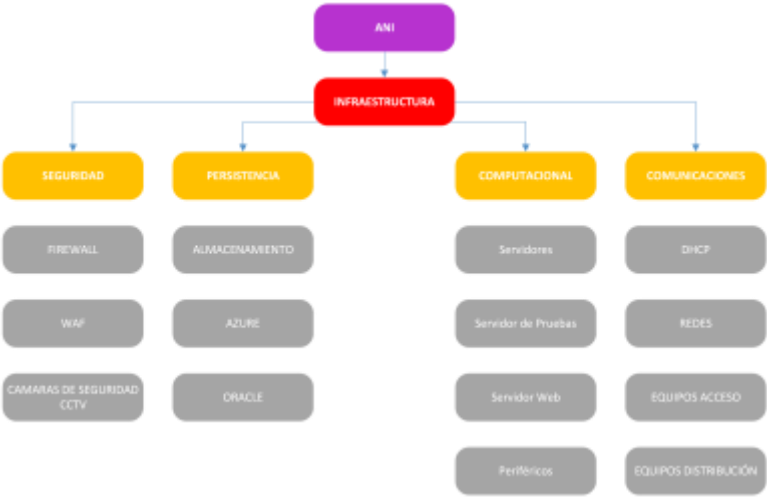 ANI
INFRAESTRUCTURA
SEGURIDAD
PERSISTENCIA
COMPUTACIONAL
COMUNICACIONES
FIREWALL
ALMACENAMIENTO
Servidores
DHCP
WAF
AZURE
Servidor de Pruebas
REDES
CAMARAS DE SEGURIDAD
CCTV
ORACLE
Servidor Web
EQUIPOS ACCESO
Periféricos
EQUIPOS DISTRIBUCIÓN